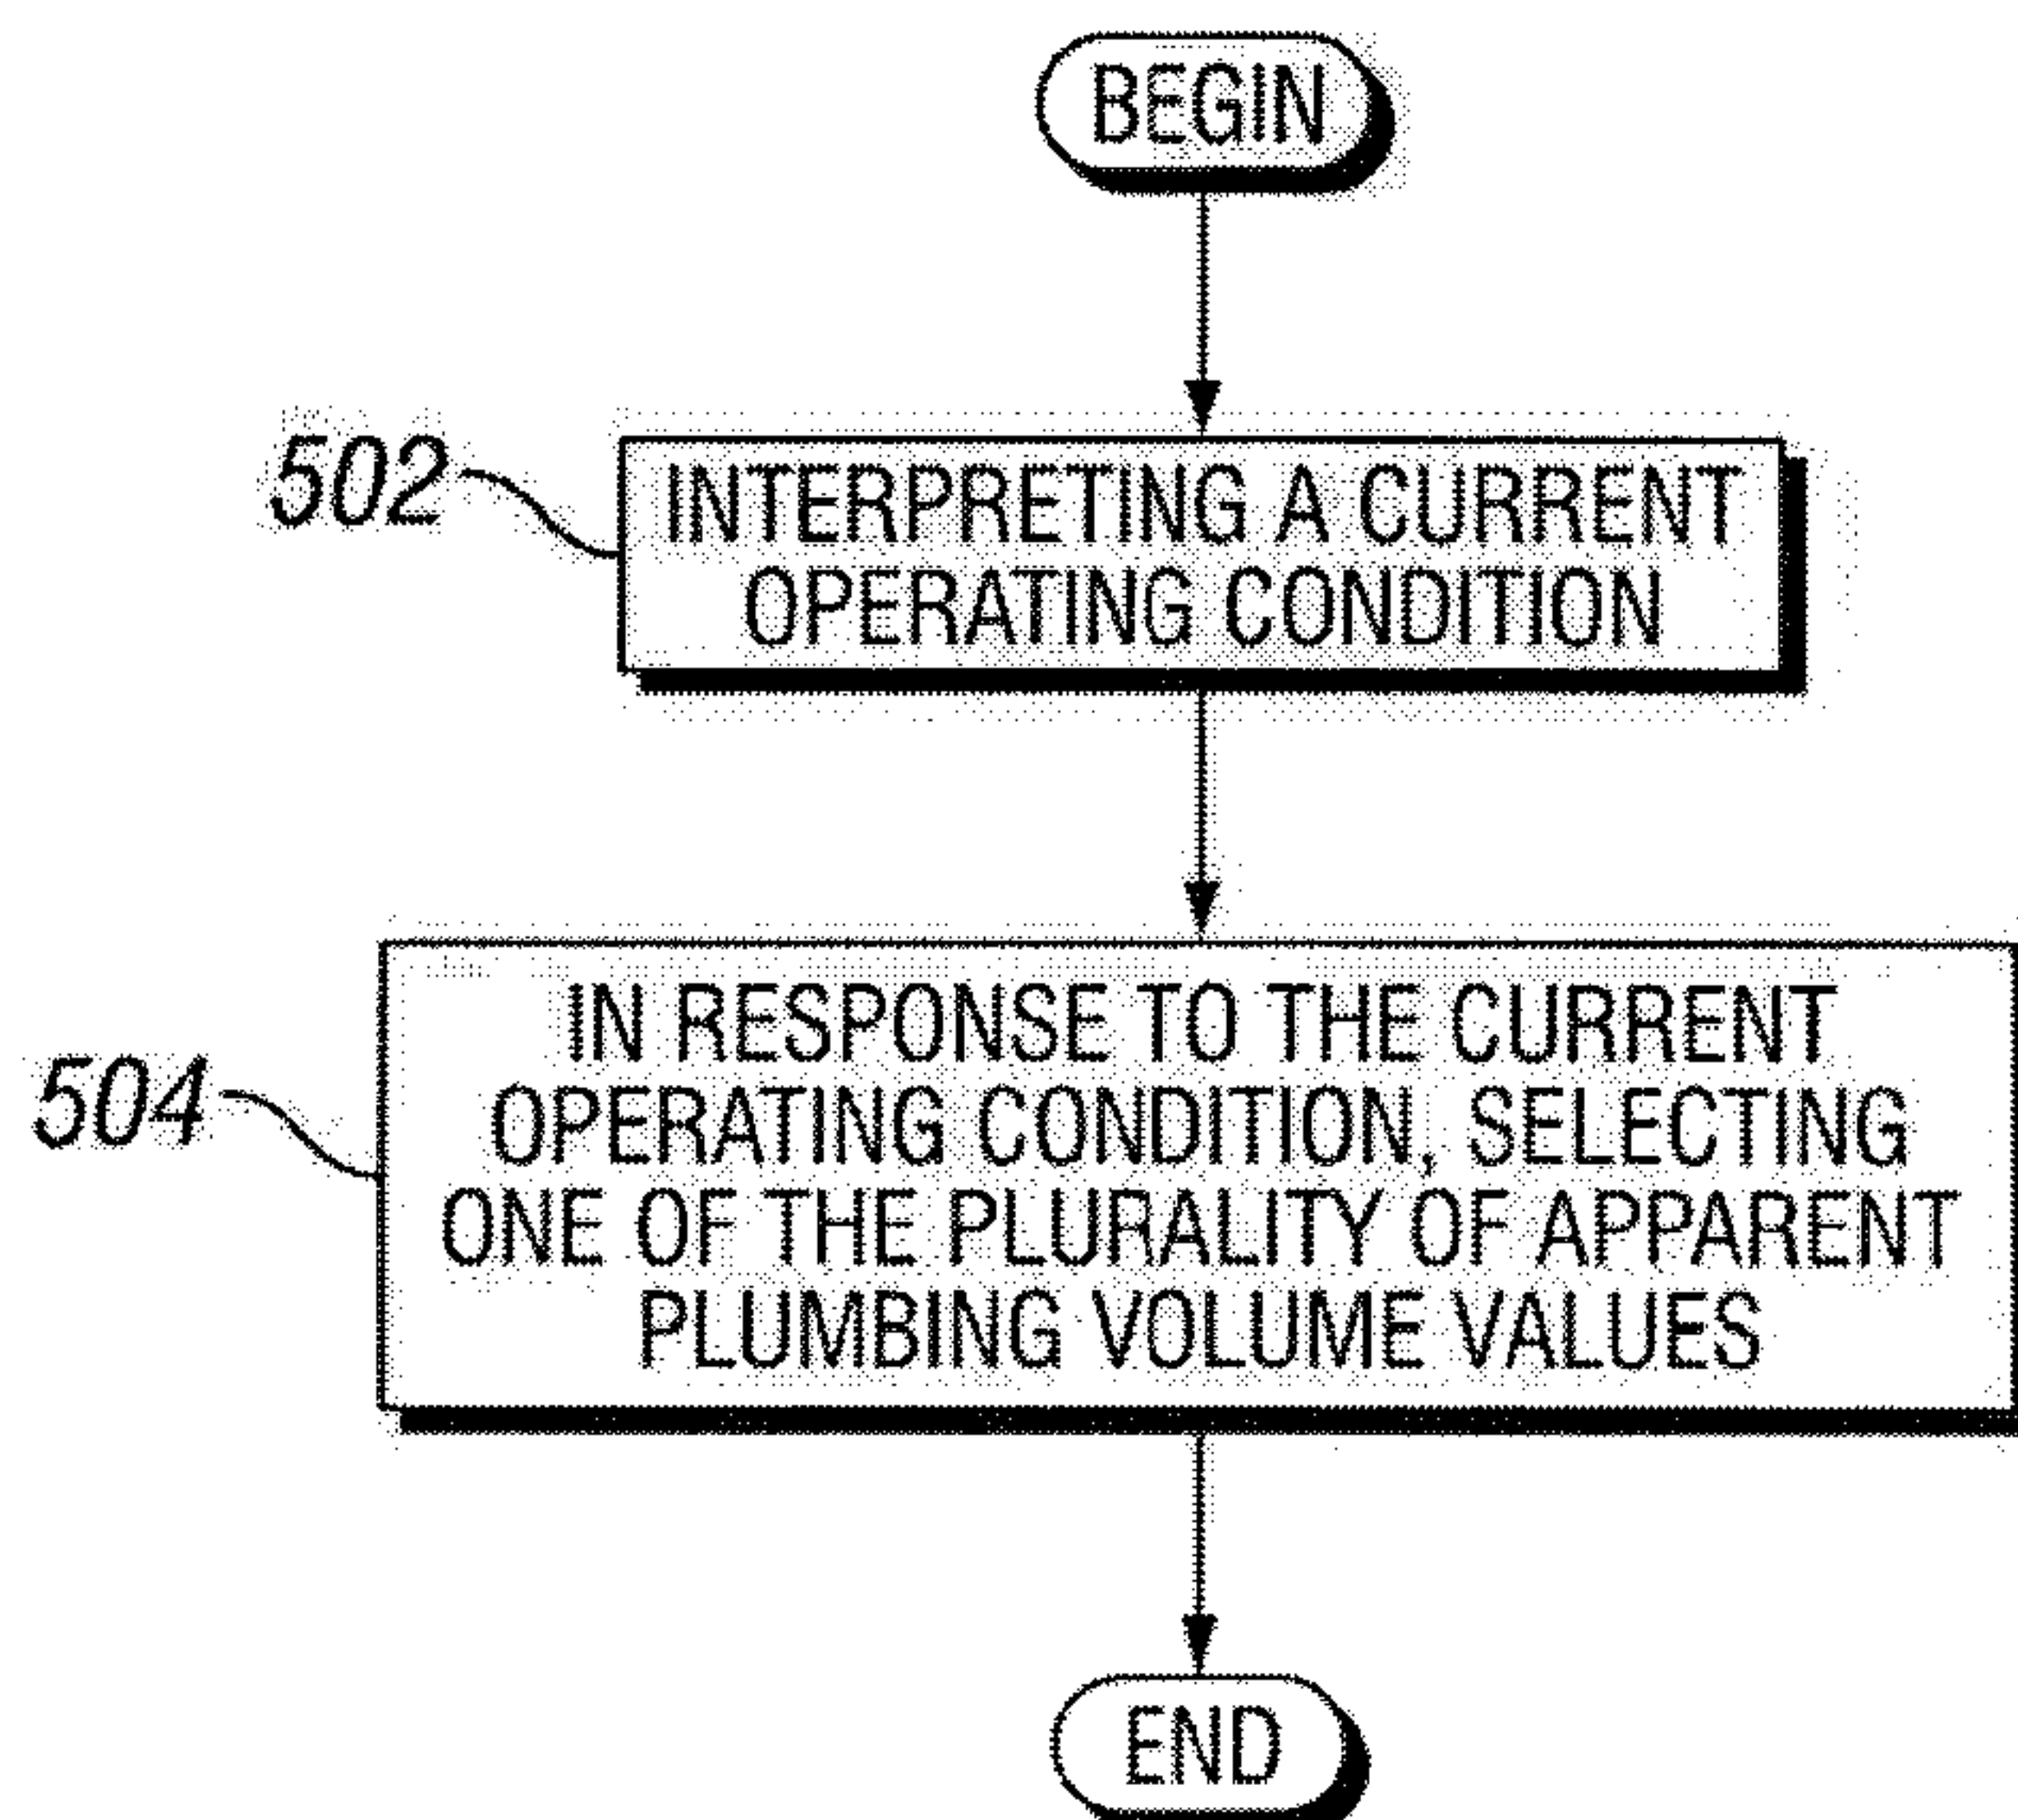 BEGIN
502
INTERPRETING A CURRENT
OPERATING CONDITION
504
IN RESPONSE TO THE CURRENT
OPERATING CONDITION, SELECTING
ONE OF THE PLURALITY OF APPARENT
PLUMBING VOLUME VALUES
END